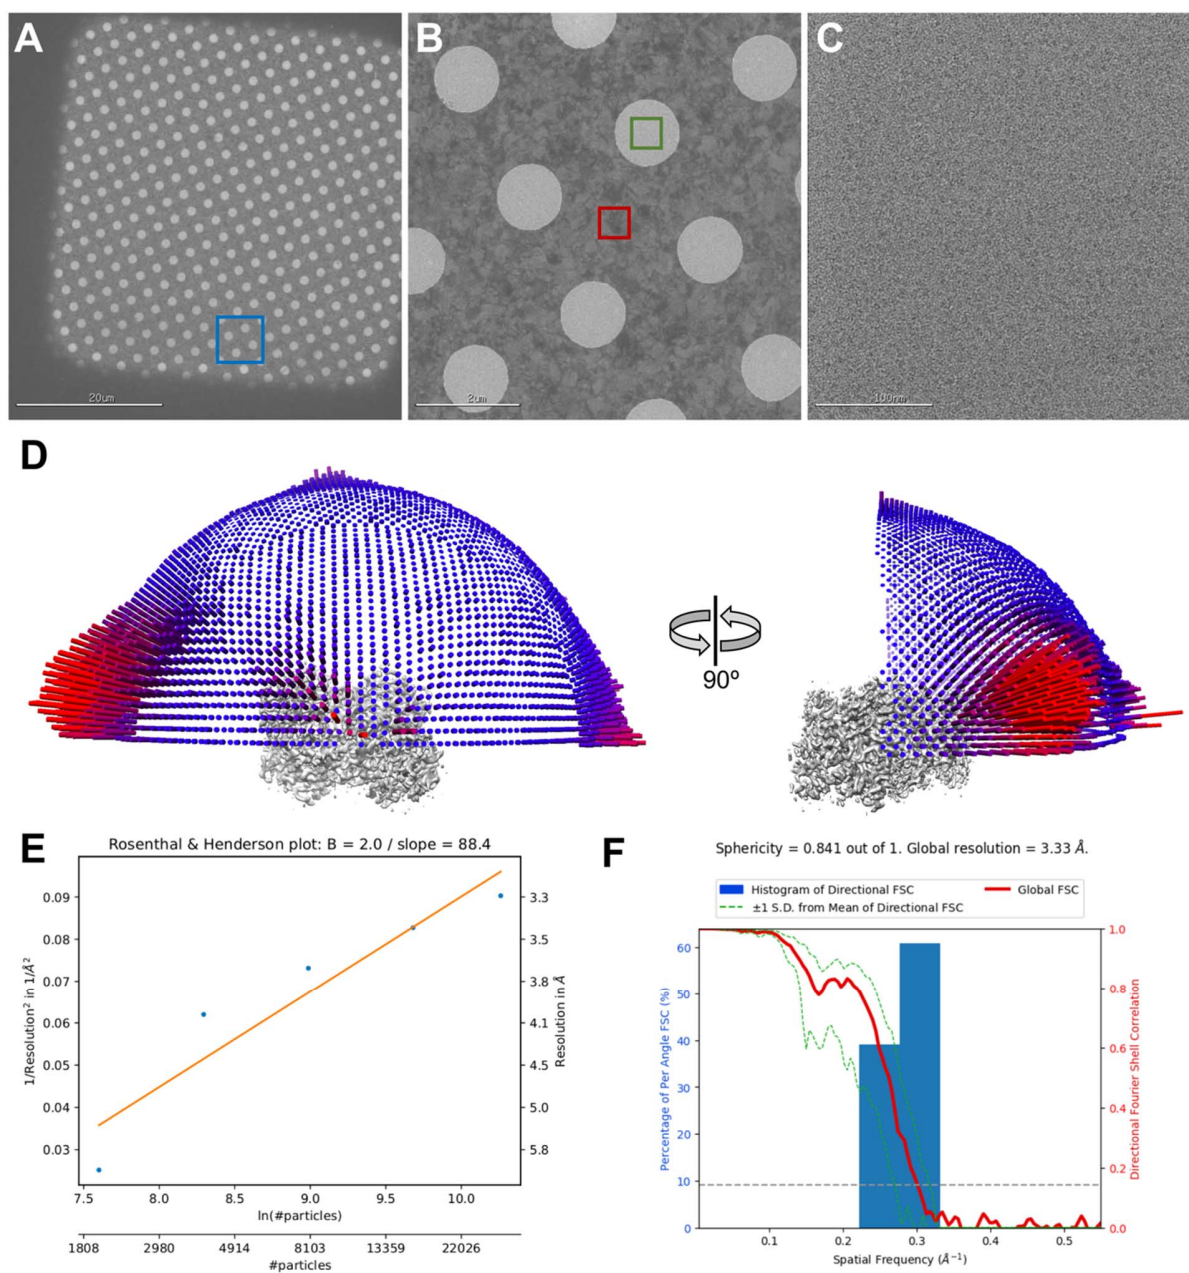 A
B
C
20um
2um
100nm
D
90º
E
Rosenthal & Henderson plot: B = 2.0 / slope = 88.4
1/Resolution² in 1/Å²
0.09
0.08
0.07
0.06
0.05
0.04
0.03
3.3
3.5
3.8
4.1
4.5
5.0
5.8
Resolution in Å
7.5 8.0 8.5 9.0 9.5 10.0
ln(#particles)
1808 2980 4914 8103 13359 22026
#particles
F
Sphericity = 0.841 out of 1. Global resolution = 3.33 Å.
Histogram of Directional FSC
Global FSC
±1 S.D. from Mean of Directional FSC
Percentage of Per Angle FSC (%)
60
50
40
30
20
10
0
1.0
0.8
0.6
0.4
0.2
0.0
Directional Fourier Shell Correlation
0.1 0.2 0.3 0.4 0.5
Spatial Frequency (Å⁻¹)